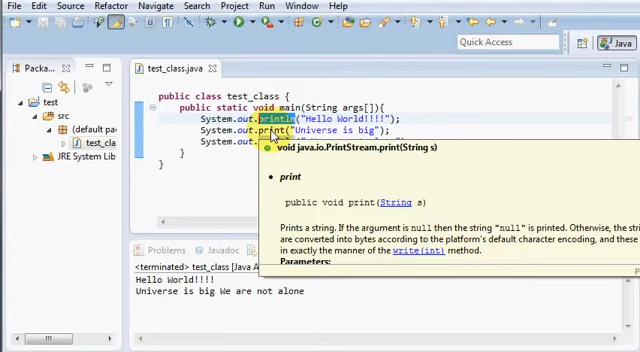 File Edit Refactor Source Navigate Search Project Run Window Help
Quick Access
Java
Packa
test_class.java
test
src
(default pa
test_cla
JRE System Lib
public class test_class {
public static void main(String args[]){
System.out.println("Hello World!!!!");
System.out.print("Universe is big");
System.out.
}
}
void java.io.PrintStream.print(String s)
print
public void print(String s)
Prints a string. If the argument is null then the string "null" is printed. Otherwise, the stri
are converted into bytes according to the platform's default character encoding, and these
in exactly the manner of the write(int) method.
Parameters:
Problems Javadoc
<terminated> test_class [Java A
Hello World!!!!
Universe is big We are not alone